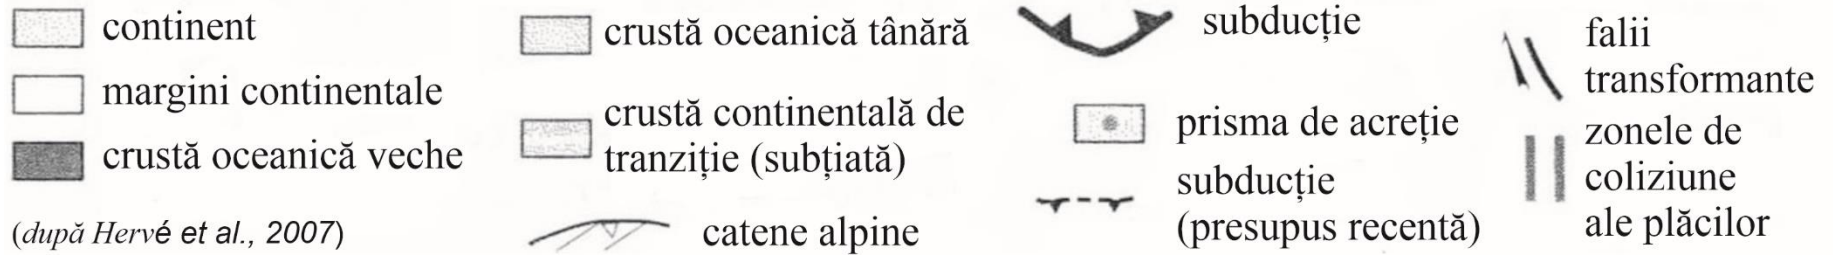 continent
margini continentale
crustă oceanică veche
(după Hervé et al., 2007)
crustă oceanică tânără
crustă continentală de
tranziție (subțiată)
catene alpine
subducție
prisma de acreție
subducție
(presupus recentă)
falii
transformante
zonele de
coliziune
ale plăcilor